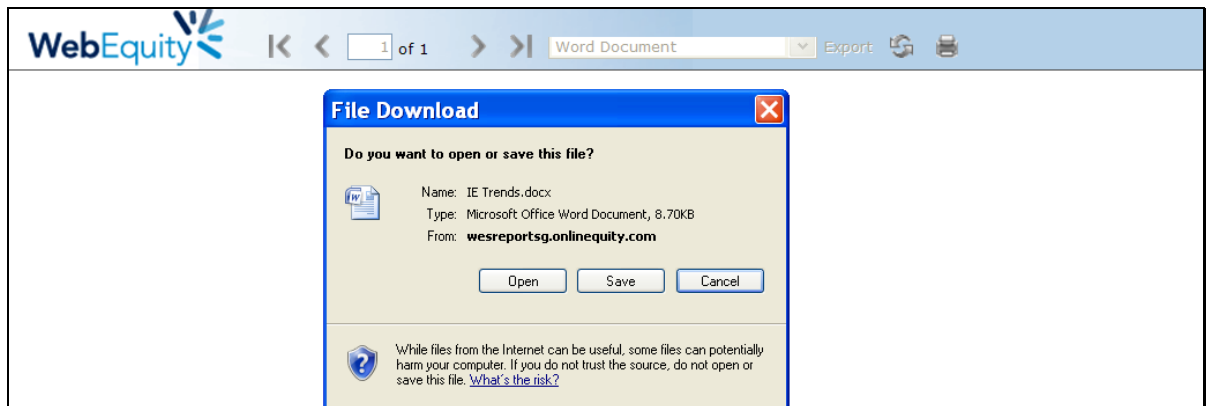 WebEquity 1 of 1 Word Document Export
File Download
Do you want to open or save this file?
Name: IE Trends.docx
Type: Microsoft Office Word Document, 8.70KB
From: wesreportsg.onlinequity.com
Open Save Cancel
While files from the Internet can be useful, some files can potentially
harm your computer. If you do not trust the source, do not open or
save this file. What's the risk?